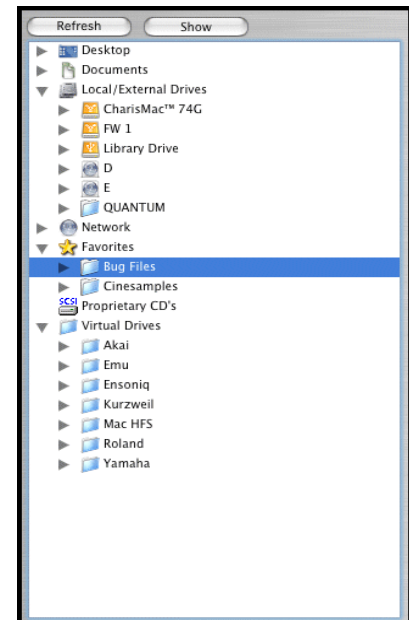 Refresh Show
Desktop
Documents
Local/External Drives
CharisMac™ 74G
FW 1
Library Drive
D
E
QUANTUM
Network
Favorites
Bug Files
Cinesamples
SCSI Proprietary CD's
Virtual Drives
Akai
Emu
Ensoniq
Kurzweil
Mac HFS
Roland
Yamaha